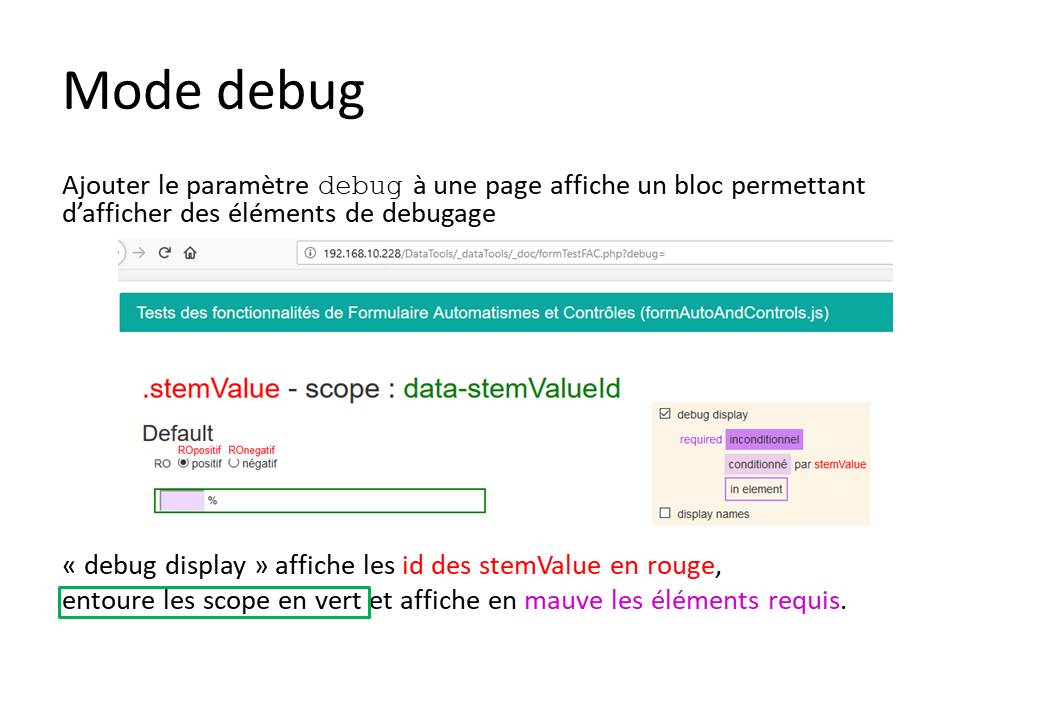 Mode debug
Ajouter le paramètre debug à une page affiche un bloc permettant
d’afficher des éléments de debugage
192.168.10.228/DataTools/_dataTools/_doc/formTestFAC.php?debug=
Tests des fonctionnalités de Formulaire Automatismes et Contrôles (formAutoAndControls.js)
.stemValue - scope : data-stemValueId
debug display
Default
required inconditionnel
ROpositif ROnegatif
RO positif négatif
conditionné par stemValue
in element
%
display names
« debug display » affiche les id des stemValue en rouge,
entoure les scope en vert et affiche en mauve les éléments requis.